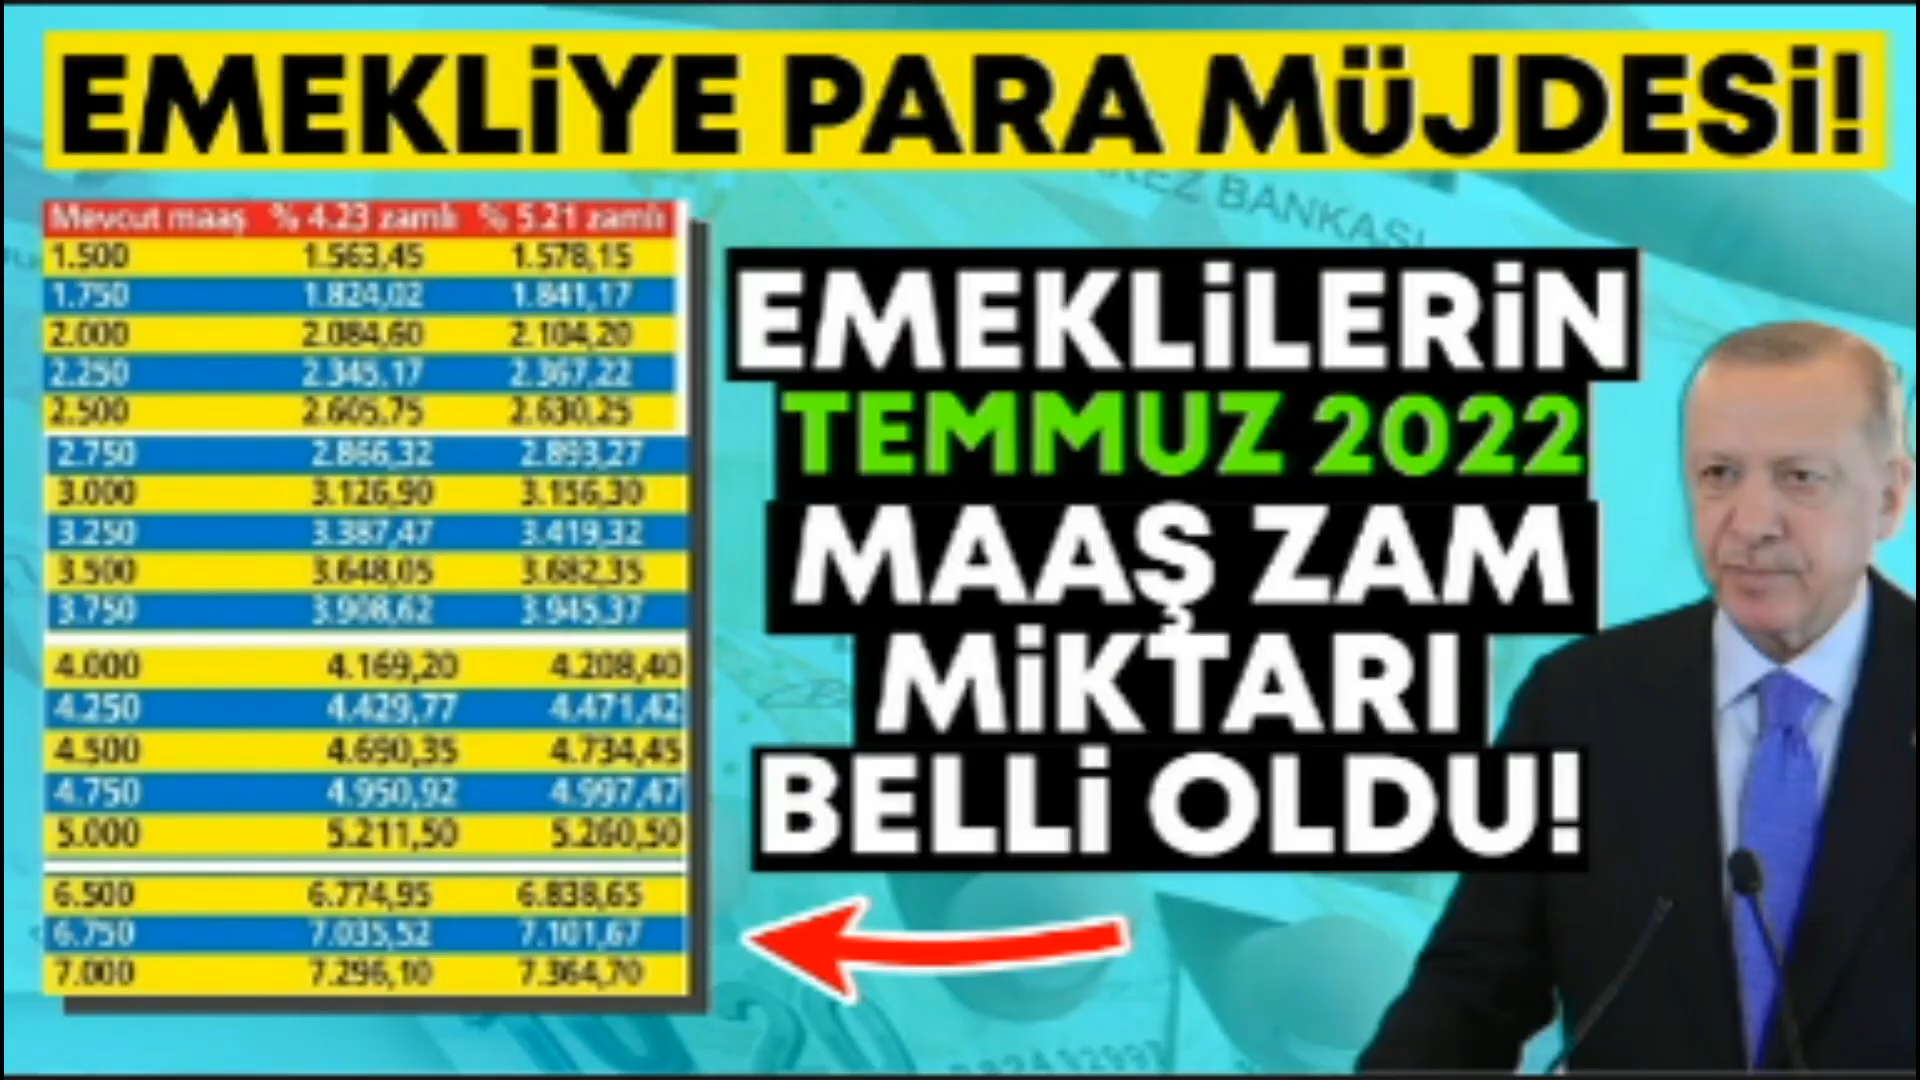 EMEKLİYE PARA MÜJDESİ!
Mevcut maaş % 4.23 zamlı % 5.21 zamlı
1.500 1.563,45 1.578,15
1.750 1.824,02 1.841,17
2.000 2.084,60 2.104,20
2.250 2.345.17 2.367,22
2.500 2.605.75 2.630,25
2.750 2.866,32 2.893,27
3.000 3.126,90 3.156,30
3.250 3.387,47 3.419,32
3.500 3.648,05 3.682,35
3.750 3.908,62 3.945,37
4.000 4.169,20 4.208,40
4.250 4.429,77 4.471,42
4.500 4.690,35 4.734,45
4.750 4.950,92 4.997,47
5.000 5.211,50 5.260,50
6.500 6.774,95 6.838,65
6.750 7.035,52 7.101,67
7.000 7.296,10 7.364,70
EMEKLİLERİN
TEMMUZ 2022
MAAŞ ZAM
MİKTARI
BELLİ OLDU!
BANKASI